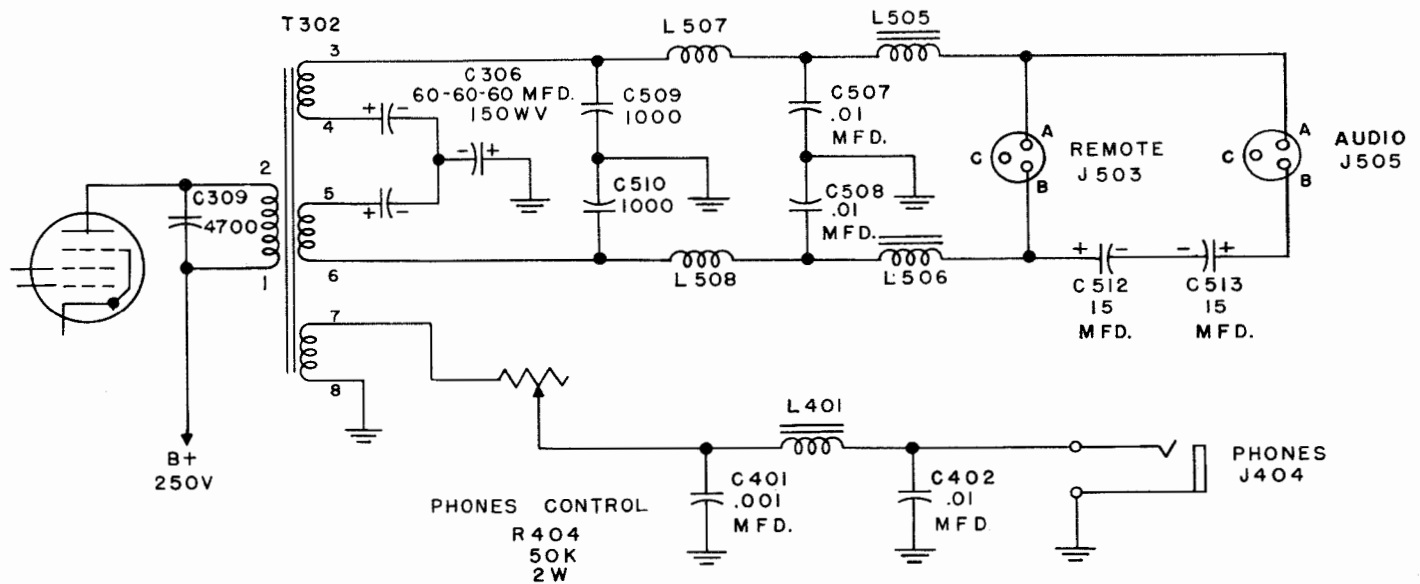 T302
L507
L505
3
C306
60-60-60 MFD.
150WV
C509
1000
C507
.01
MFD.
+ -
4
- +
A
C
B
REMOTE
J503
A
C
B
AUDIO
J505
2
C309
4700
1
5
+ -
C510
1000
C508
.01
MFD.
6
L508
L506
+ -
C512
15
MFD.
- +
C513
15
MFD.
7
8
B+
250V
L401
PHONES CONTROL
R404
50K
2W
C401
.001
MFD.
C402
.01
MFD.
PHONES
J404